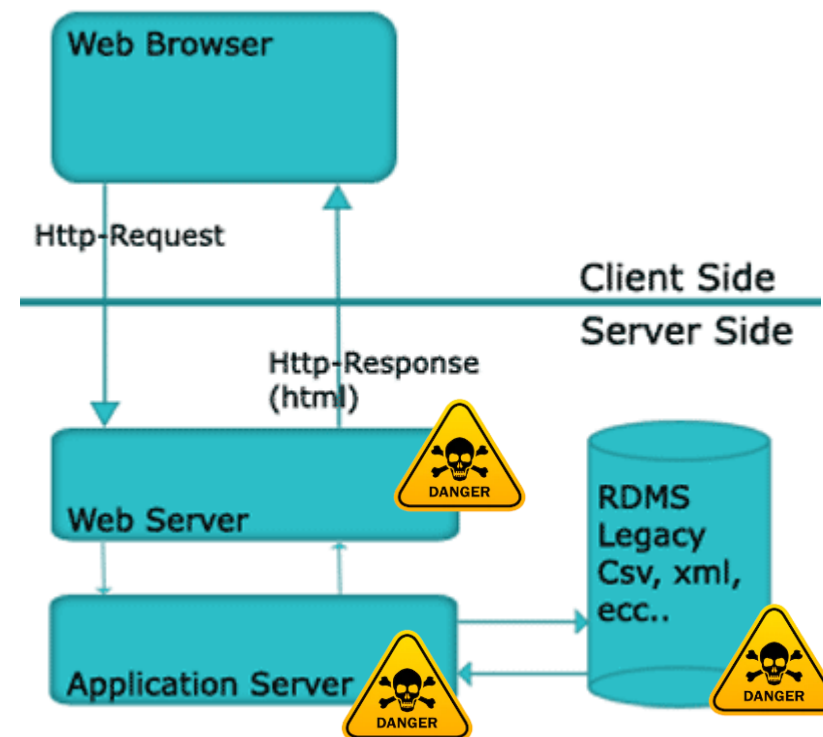 Web Browser
Http-Request
Client Side
Server Side
Http-Response
(html)
DANGER
Web Server
RDMS
Legacy
Csv, xml,
ecc..
Application Server
DANGER
DANGER